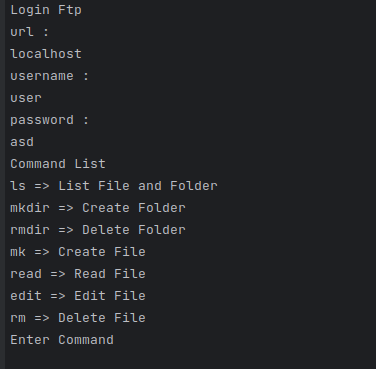 Login Ftp
url :
localhost
username :
user
password :
asd
Command List
ls => List File and Folder
mkdir => Create Folder
rmdir => Delete Folder
mk => Create File
read => Read File
edit => Edit File
rm => Delete File
Enter Command